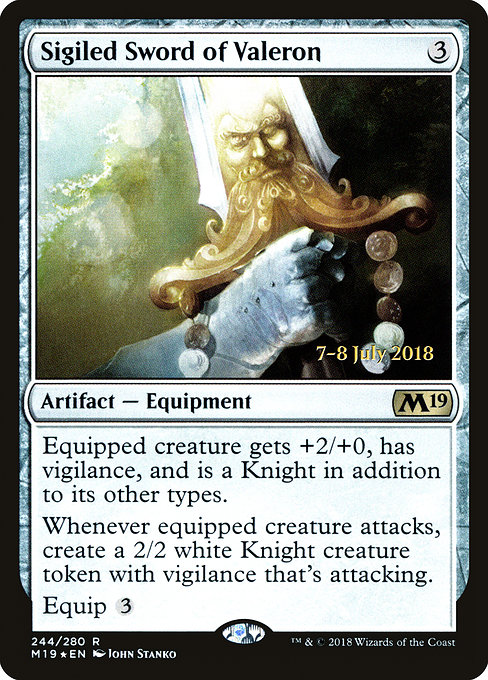 Sigiled Sword of Valeron 3
7–8 July 2018
Artifact — Equipment M19
Equipped creature gets +2/+0, has
vigilance, and is a Knight in addition
to its other types.
Whenever equipped creature attacks,
create a 2/2 white Knight creature
token with vigilance that's attacking.
Equip 3
244/280 R
M19★EN John Stanko
™ & © 2018 Wizards of the Coast